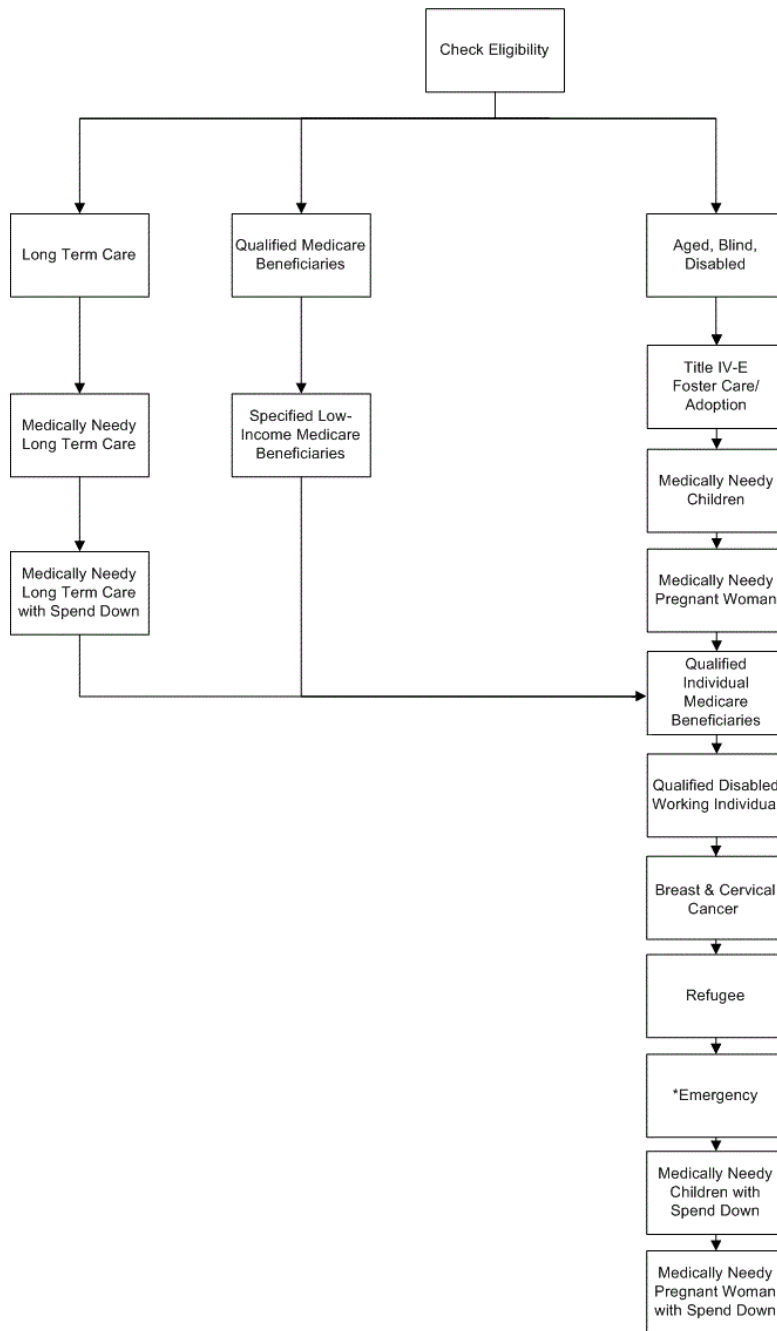 Check Eligibility
Long Term Care
Qualified Medicare
Beneficiaries
Aged, Blind,
Disabled
Title IV-E
Foster Care/
Adoption
Medically Needy
Long Term Care
Specified Low-
Income Medicare
Beneficiaries
Medically Needy
Children
Medically Needy
Long Term Care
with Spend Down
Medically Needy
Pregnant Woman
Qualified
Individual
Medicare
Beneficiaries
Qualified Disabled
Working Individual
Breast & Cervical
Cancer
Refugee
*Emergency
Medically Needy
Children with
Spend Down
Medically Needy
Pregnant Woman
with Spend Down